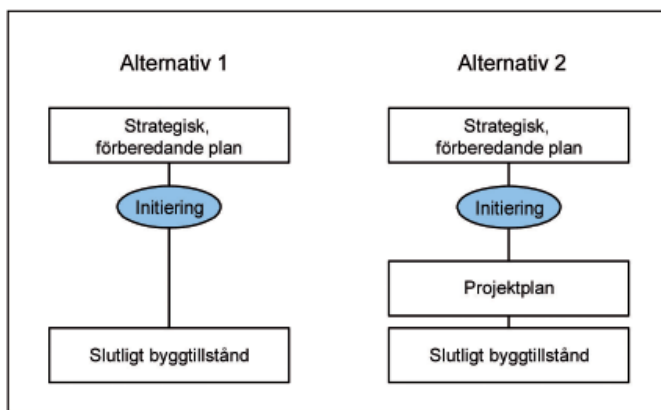 Alternativ 1
Strategisk,
förberedande plan
Initiering
Slutligt byggtillstånd
Alternativ 2
Strategisk,
förberedande plan
Initiering
Projektplan
Slutligt byggtillstånd